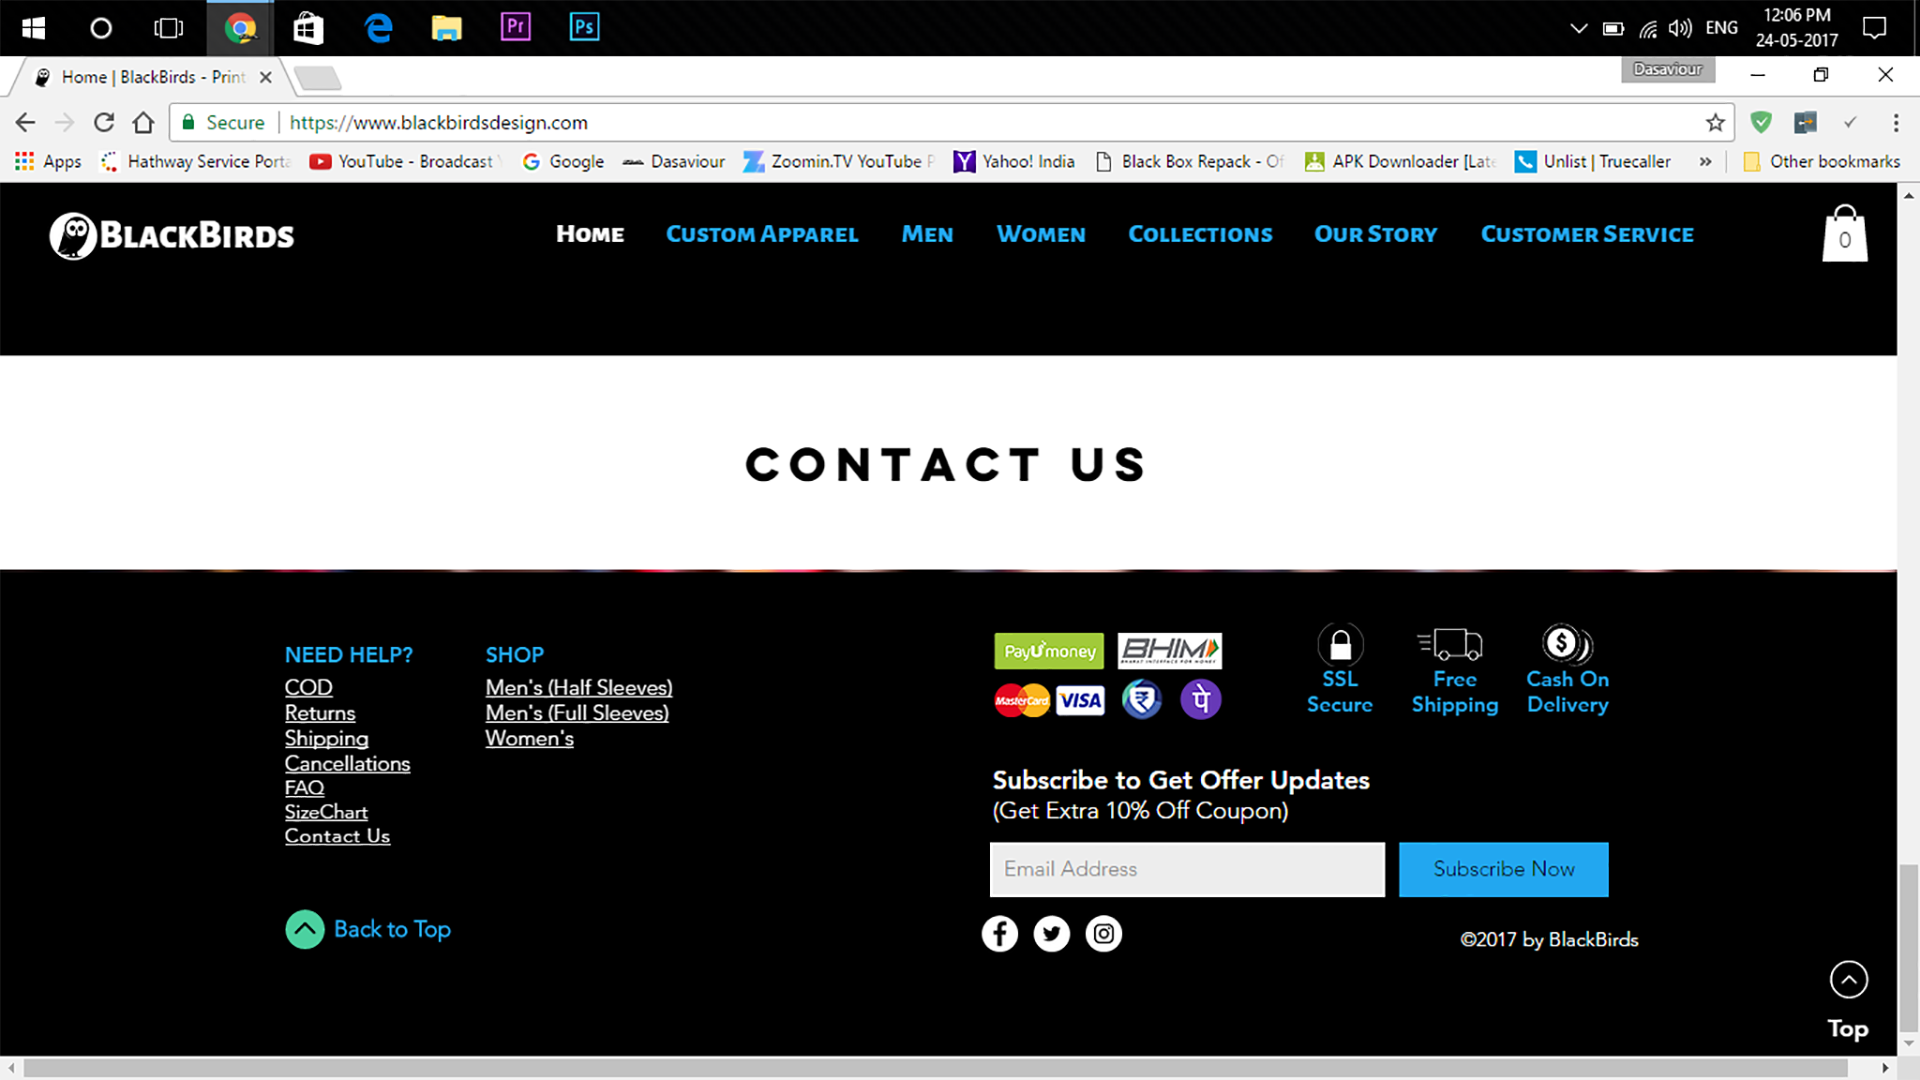 Pr
Ps
ENG
12:06 PM
24-05-2017
Home | BlackBirds - Print
Dasaviour
Secure
https://www.blackbirdsdesign.com
Apps
Hathway Service Porta
YouTube - Broadcast
Google
Dasaviour
Zoomin.TV YouTube P
Yahoo! India
Black Box Repack - Of
APK Downloader [Late
Unlist | Truecaller
»
Other bookmarks
BLACKBIRDS
HOME
CUSTOM APPAREL
MEN
WOMEN
COLLECTIONS
OUR STORY
CUSTOMER SERVICE
0
CONTACT US
NEED HELP?
COD
Returns
Shipping
Cancellations
FAQ
SizeChart
Contact Us
SHOP
Men's (Half Sleeves)
Men's (Full Sleeves)
Women's
PayUmoney
BHIM
BHARAT INTERFACE FOR MONEY
MasterCard
VISA
₹
पे
SSL
Secure
Free
Shipping
$
Cash On
Delivery
Subscribe to Get Offer Updates
(Get Extra 10% Off Coupon)
Email Address
Subscribe Now
Back to Top
©2017 by BlackBirds
Top